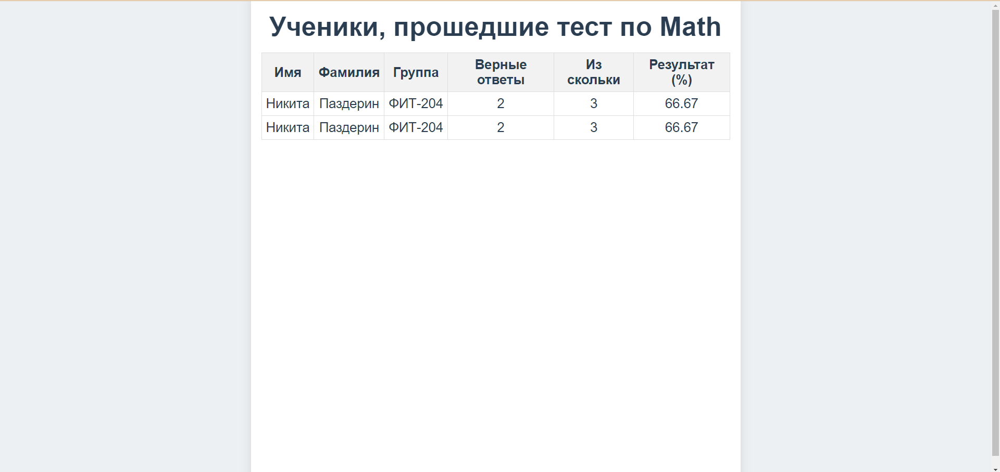 Ученики, прошедшие тест по Math
Имя Фамилия Группа Верные ответы Из скольки Результат (%)
Никита Паздерин ФИТ-204 2 3 66.67
Никита Паздерин ФИТ-204 2 3 66.67